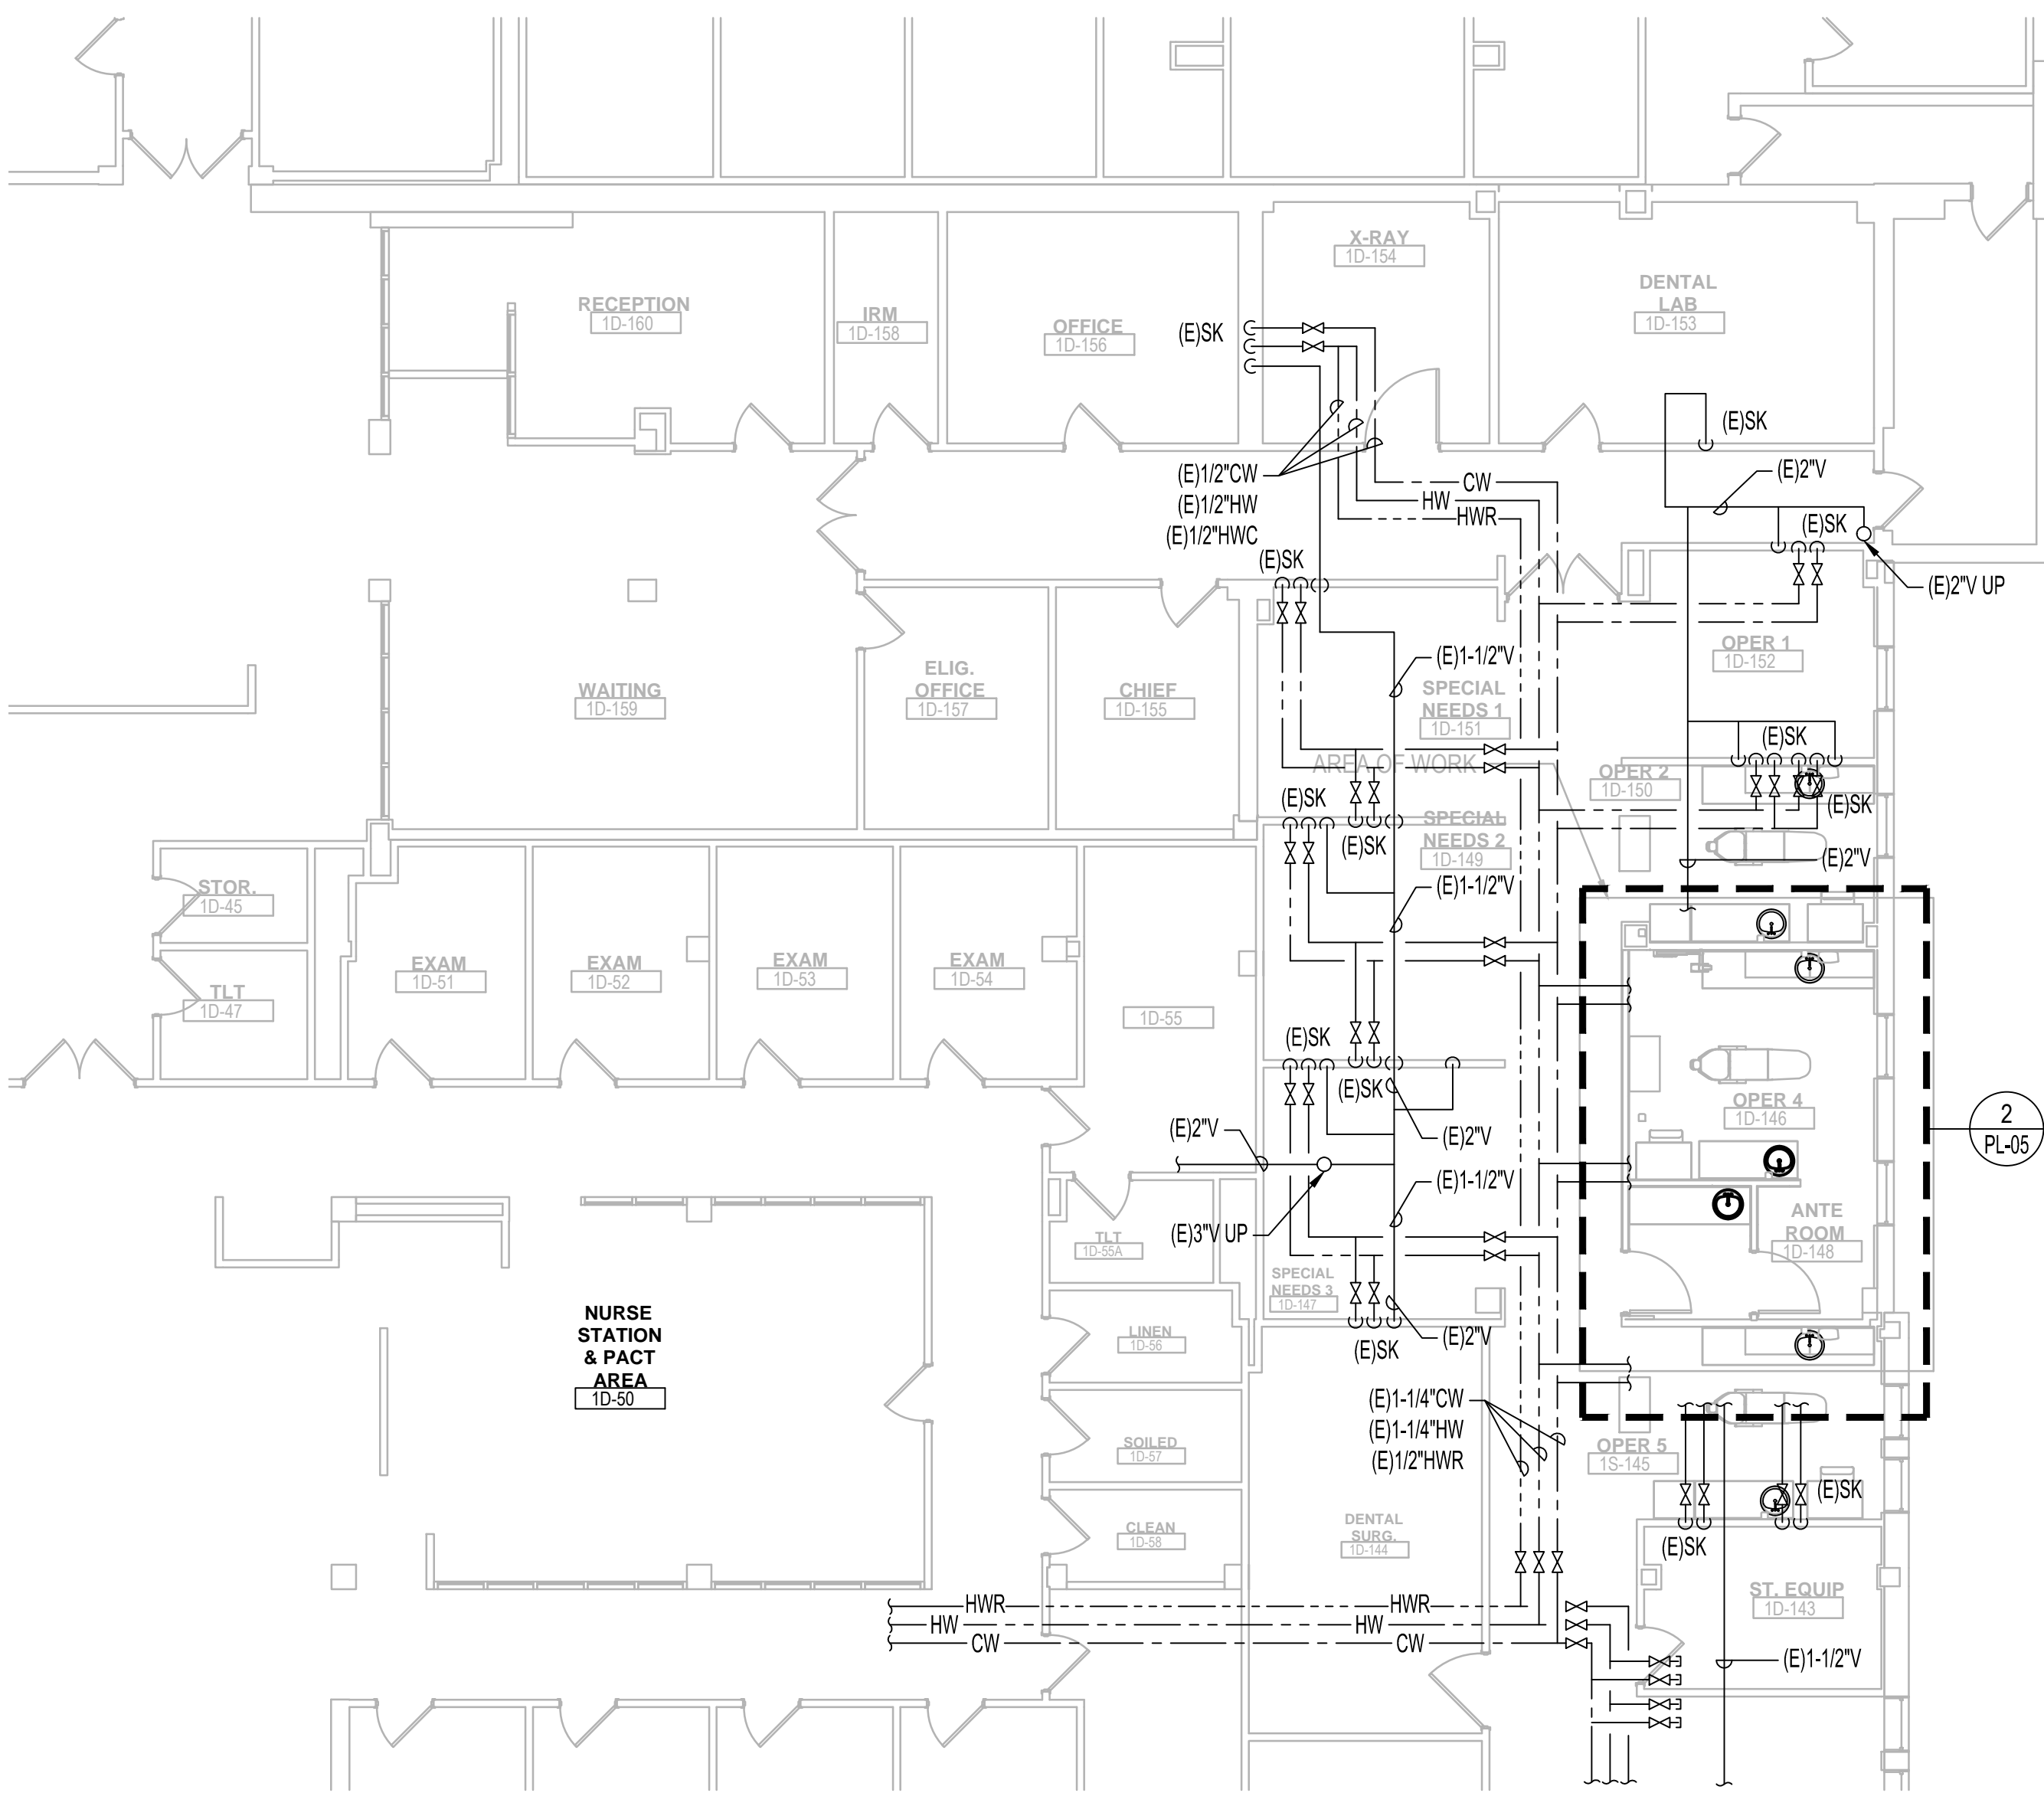 X-RAY
1D-154
DENTAL
LAB
1D-153
RECEPTION
1D-160
IRM
1D-158
OFFICE
1D-156
(E)SK
(E)SK
(E)2"V
(E)1/2"CW
(E)1/2"HW
(E)1/2"HWC
CW
HW
HWR
(E)SK
(E)SK
(E)2"V UP
OPER 1
1D-152
(E)1-1/2"V
ELIG.
OFFICE
1D-157
CHIEF
1D-155
WAITING
1D-159
SPECIAL
NEEDS 1
1D-151
(E)SK
AREA OF WORK
OPER 2
1D-150
(E)SK
(E)SK
SPECIAL
NEEDS 2
1D-149
(E)SK
(E)2"V
(E)1-1/2"V
STOR.
1D-45
EXAM
1D-51
EXAM
1D-52
EXAM
1D-53
EXAM
1D-54
TLT
1D-47
1D-55
(E)SK
(E)SK
OPER 4
1D-146
2
PL-05
(E)2"V
(E)2"V
(E)1-1/2"V
(E)3"V UP
TLT
1D-55A
ANTE
ROOM
1D-148
SPECIAL
NEEDS 3
1D-147
NURSE
STATION
& PACT
AREA
1D-50
LINEN
1D-56
(E)2"V
(E)SK
(E)1-1/4"CW
(E)1-1/4"HW
(E)1/2"HWR
SOILED
1D-57
OPER 5
1S-145
(E)SK
CLEAN
1D-58
DENTAL
SURG.
1D-144
(E)SK
ST. EQUIP
1D-143
HWR
HWR
HW
HW
CW
CW
(E)1-1/2"V